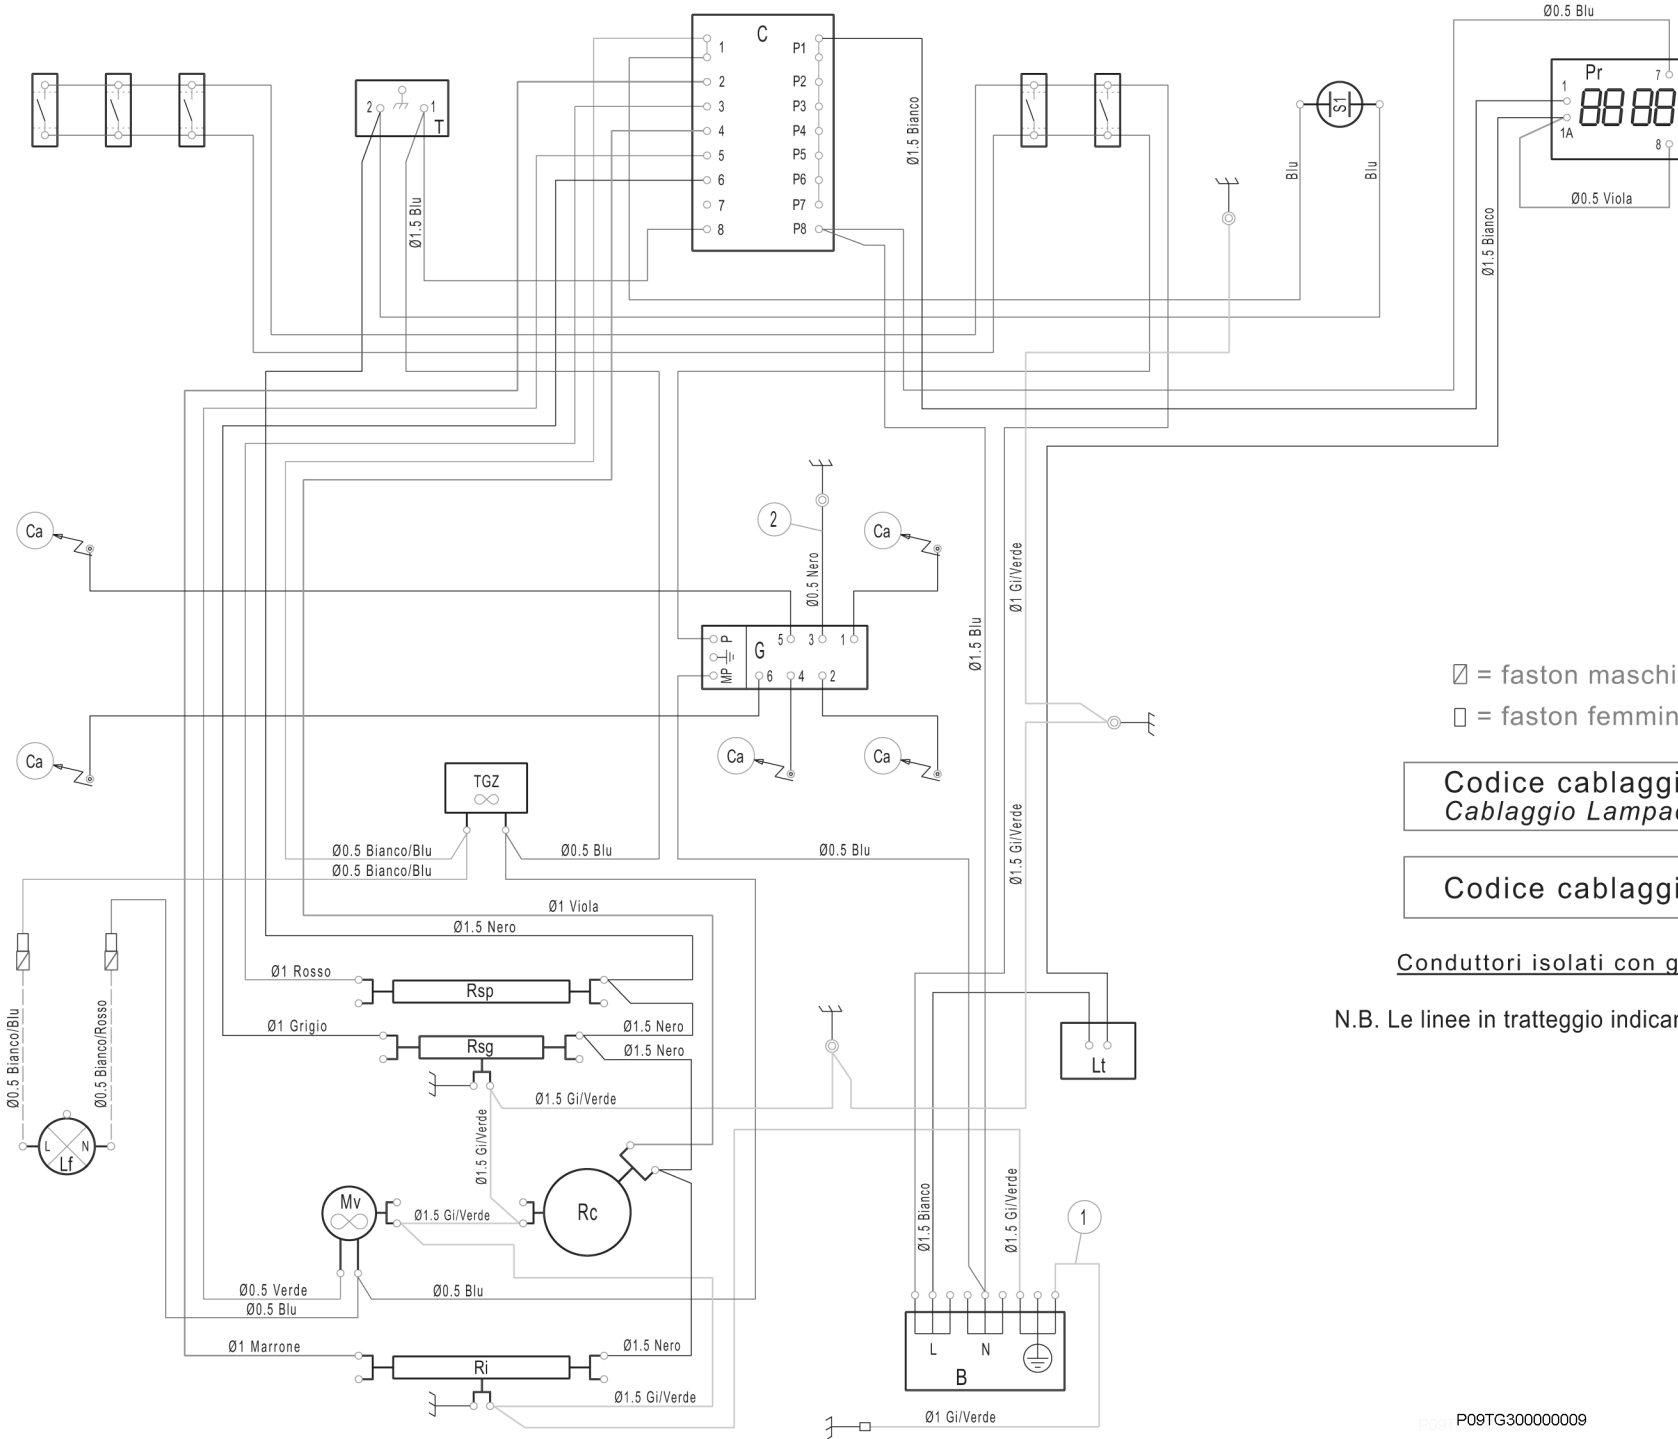 Ø0.5 Blu
C
1
P1
2
P2
3
P3
4
P4
5
P5
6
P6
7
P7
8
P8
2
1
T
Ø1.5 Blu
Ø1.5 Bianco
S1
Blu
Blu
Pr
7
1
88 88
1A
8
Ø0.5 Viola
Ø1.5 Bianco
Ca
2
Ca
Ø0.5 Nero
Ø1 Gi/Verde
Ø1.5 Blu
P
5
3
1
G
MP
6
4
2
= faston maschi
= faston femmin
Ca
Ca
Ca
TGZ
Codice cablaggi
Cablaggio Lampad
Ø0.5 Bianco/Blu
Ø0.5 Blu
Ø0.5 Blu
Ø1.5 Gi/Verde
Ø0.5 Bianco/Blu
Codice cablaggi
Ø1 Viola
Ø1.5 Nero
Conduttori isolati con g
Ø1 Rosso
Rsp
Ø1 Grigio
Ø1.5 Nero
N.B. Le linee in tratteggio indican
Rsg
Ø1.5 Nero
Ø0.5 Bianco/Blu
Ø0.5 Bianco/Rosso
Lt
Ø1.5 Gi/Verde
Ø1.5 Gi/Verde
L
N
Lf
Mv
Ø1.5 Gi/Verde
Rc
Ø1.5 Bianco
Ø1.5 Gi/Verde
1
Ø0.5 Verde
Ø0.5 Blu
Ø0.5 Blu
Ø1 Marrone
Ø1.5 Nero
Ri
L
N
B
Ø1.5 Gi/Verde
Ø1 Gi/Verde
P09TG300000009